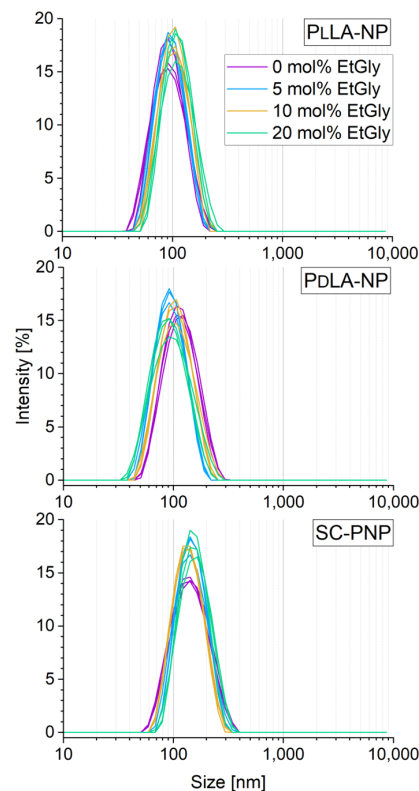 PLLA-NP
20
15
10
5
0
0 mol% EtGly
5 mol% EtGly
10 mol% EtGly
20 mol% EtGly
10 100 1,000 10,000
PDLA-NP
20
15
10
5
0
Intensity [%]
10 100 1,000 10,000
SC-PNP
20
15
10
5
0
10 100 1,000 10,000
Size [nm]